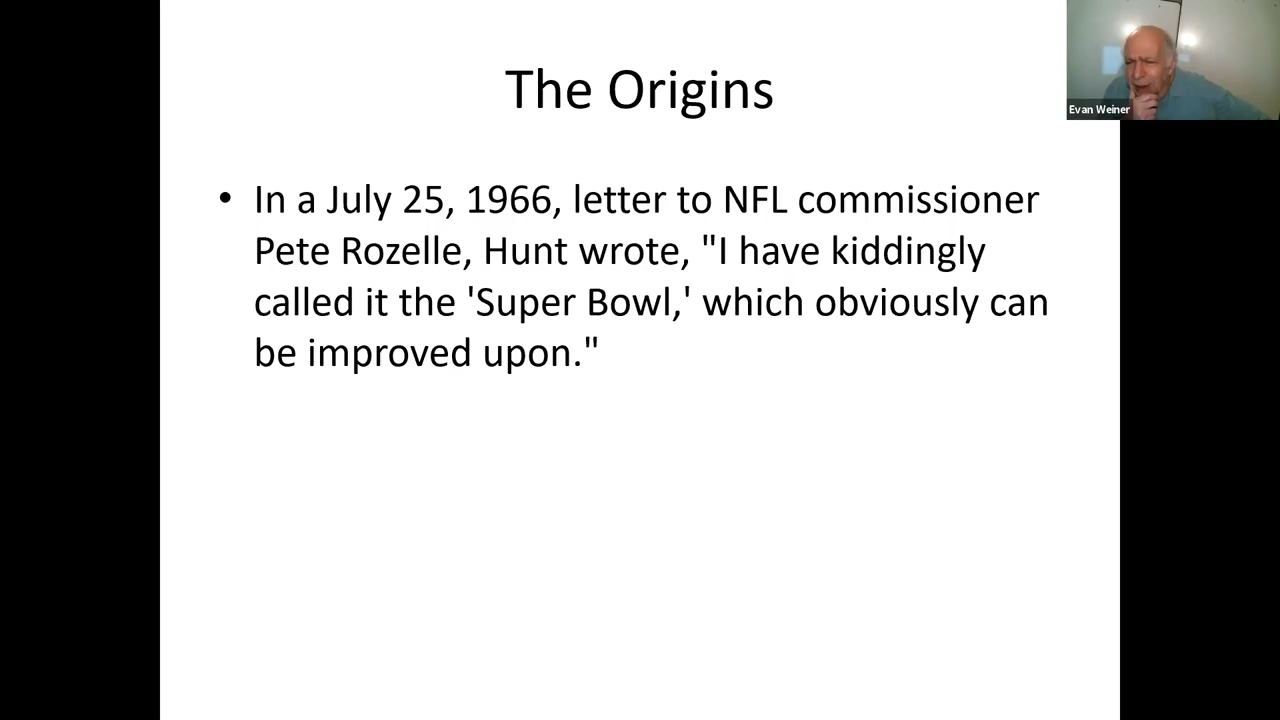 The Origins
• In a July 25, 1966, letter to NFL commissioner
Pete Rozelle, Hunt wrote, "I have kiddingly
called it the 'Super Bowl,' which obviously can
be improved upon."
Evan Weiner